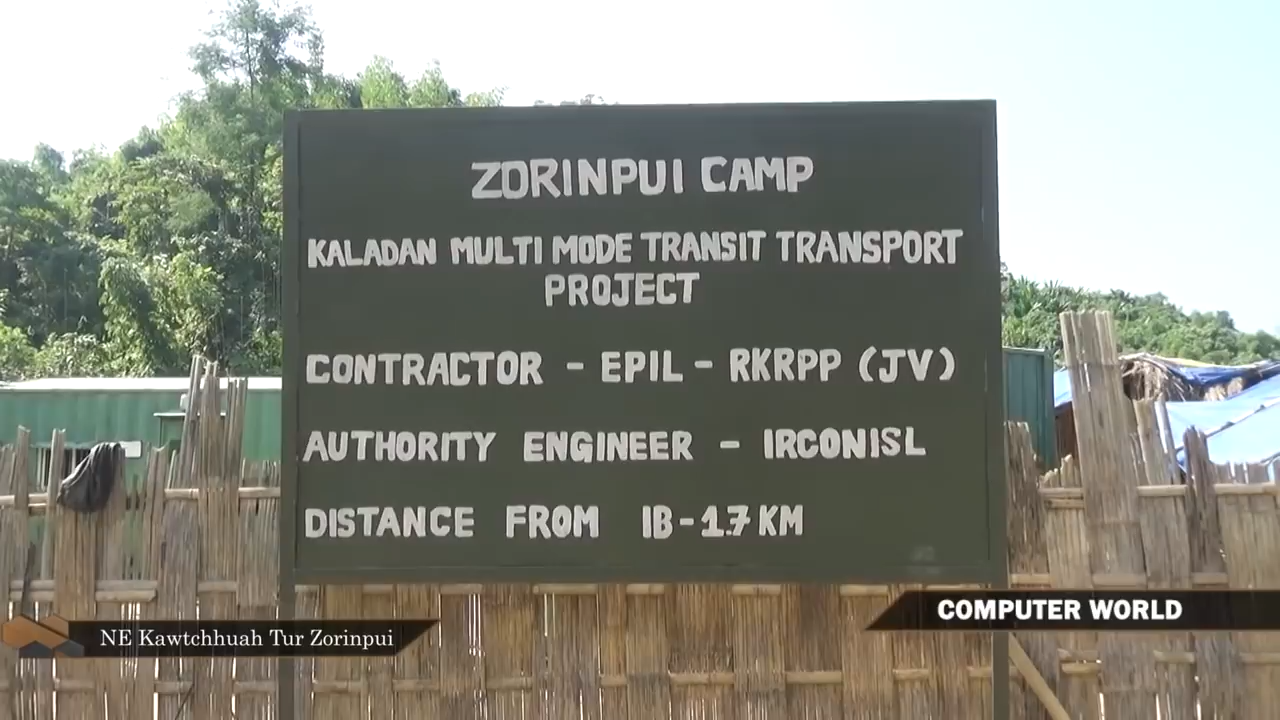 ZORINPUI CAMP
KALADAN MULTI MODE TRANSIT TRANSPORT
PROJECT
CONTRACTOR - EPIL - RKRPP (JV)
AUTHORITY ENGINEER - IRCONISL
DISTANCE FROM IB-1.7 KM
COMPUTER WORLD
NE Kawtchhuah Tur Zorinpui